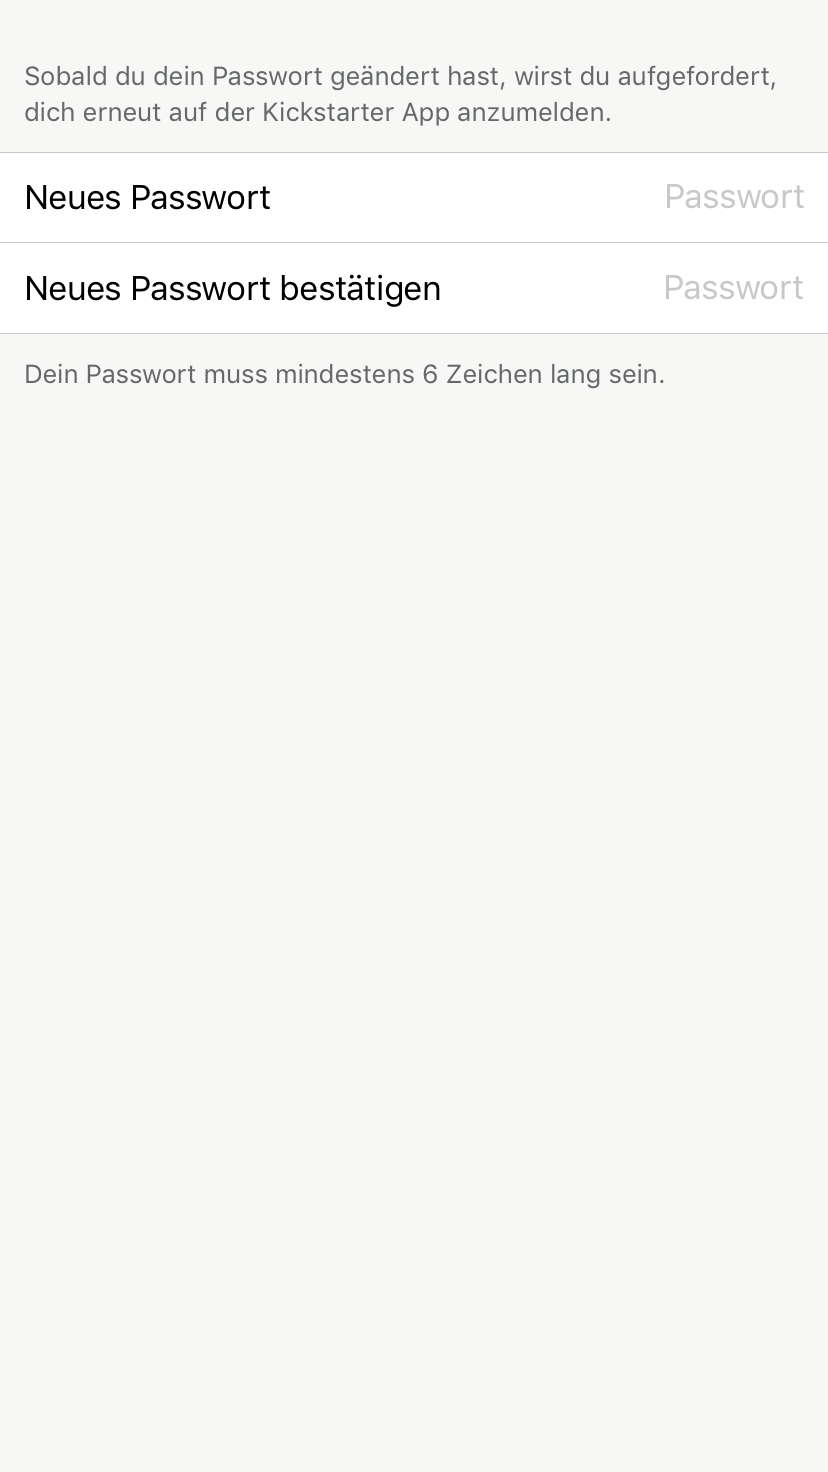 Sobald du dein Passwort geändert hast, wirst du aufgefordert,
dich erneut auf der Kickstarter App anzumelden.
Neues Passwort Passwort
Neues Passwort bestätigen Passwort
Dein Passwort muss mindestens 6 Zeichen lang sein.